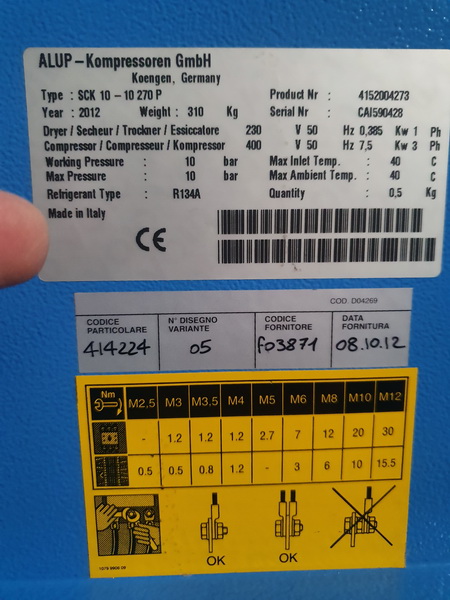 ALUP-Kompressoren GmbH
Koengen, Germany
Type : SCK 10-10 270 P Product Nr : 4152004273
Year : 2012 Weight : 310 Kg Serial Nr : CAI590428
Dryer / Secheur / Trockner / Essiccatore 230 V 50 Hz 0,385 Kw 1 Ph
Compressor / Compresseur / Kompressor 400 V 50 Hz 7,5 Kw 3 Ph
Working Pressure : 10 bar Max Inlet Temp. : 40 C
Max Pressure : 10 bar Max Ambient Temp. : 40 C
Refrigerant Type : R134A Quantity : 0,5 Kg
Made in Italy
CE
COD. D04269
CODICE PARTICOLARE N° DISEGNO VARIANTE CODICE FORNITORE DATA FORNITURA
414224 05 f03871 08.10.12
Nm M2,5 M3 M3,5 M4 M5 M6 M8 M10 M12
- 1.2 1.2 1.2 2.7 7 12 20 30
0.5 0.5 0.8 1.2 - 3 6 10 15.5
OK OK